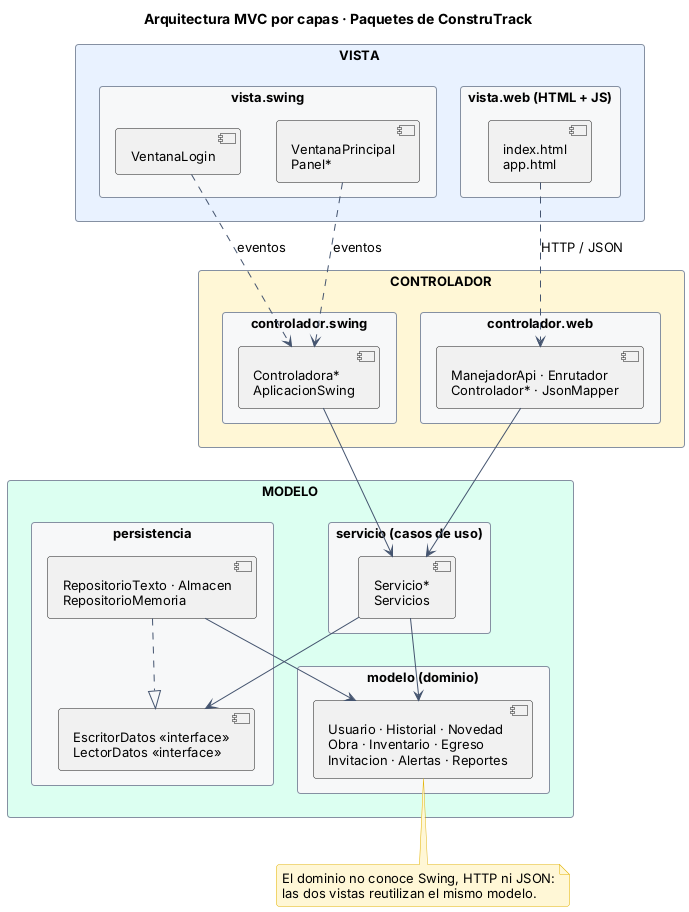 Arquitectura MVC por capas · Paquetes de ConstruTrack
VISTA
vista.swing
vista.web (HTML + JS)
VentanaLogin
VentanaPrincipal
Panel*
index.html
app.html
eventos
eventos
HTTP / JSON
CONTROLADOR
controlador.swing
controlador.web
Controladora*
AplicacionSwing
ManejadorApi · Enrutador
Controlador* · JsonMapper
MODELO
persistencia
servicio (casos de uso)
RepositorioTexto · Almacen
RepositorioMemoria
Servicio*
Servicios
modelo (dominio)
EscritorDatos «interface»
LectorDatos «interface»
Usuario · Historial · Novedad
Obra · Inventario · Egreso
Invitacion · Alertas · Reportes
El dominio no conoce Swing, HTTP ni JSON:
las dos vistas reutilizan el mismo modelo.